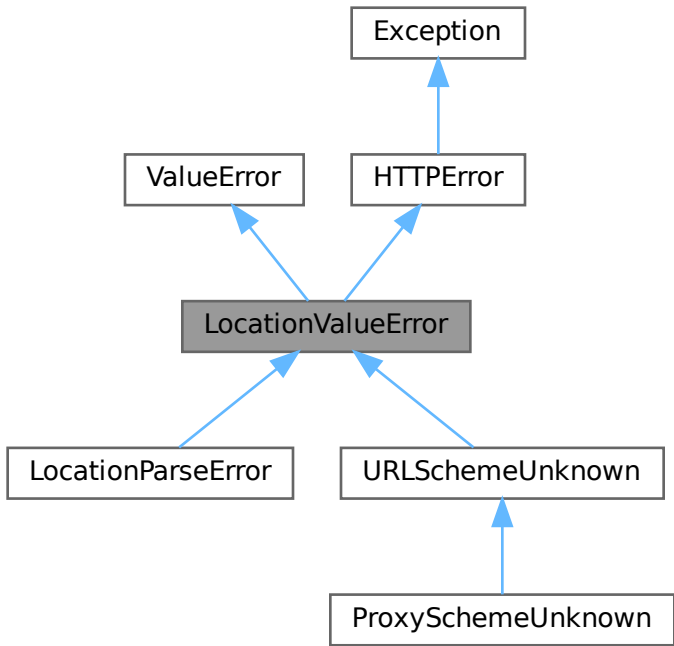 Exception
ValueError
HTTPError
LocationValueError
LocationParseError
URLSchemeUnknown
ProxySchemeUnknown